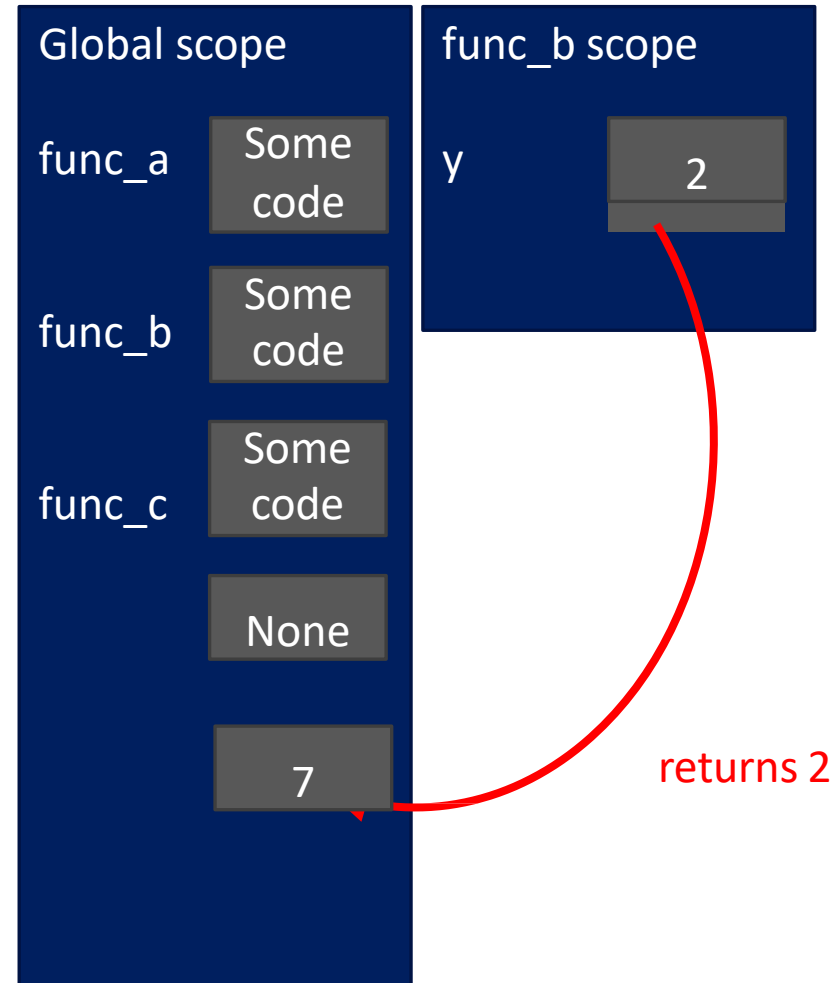 Global scope
func_a
Some
code
func_b
Some
code
func_c
Some
code
None
7
func_b scope
y
2
returns 2